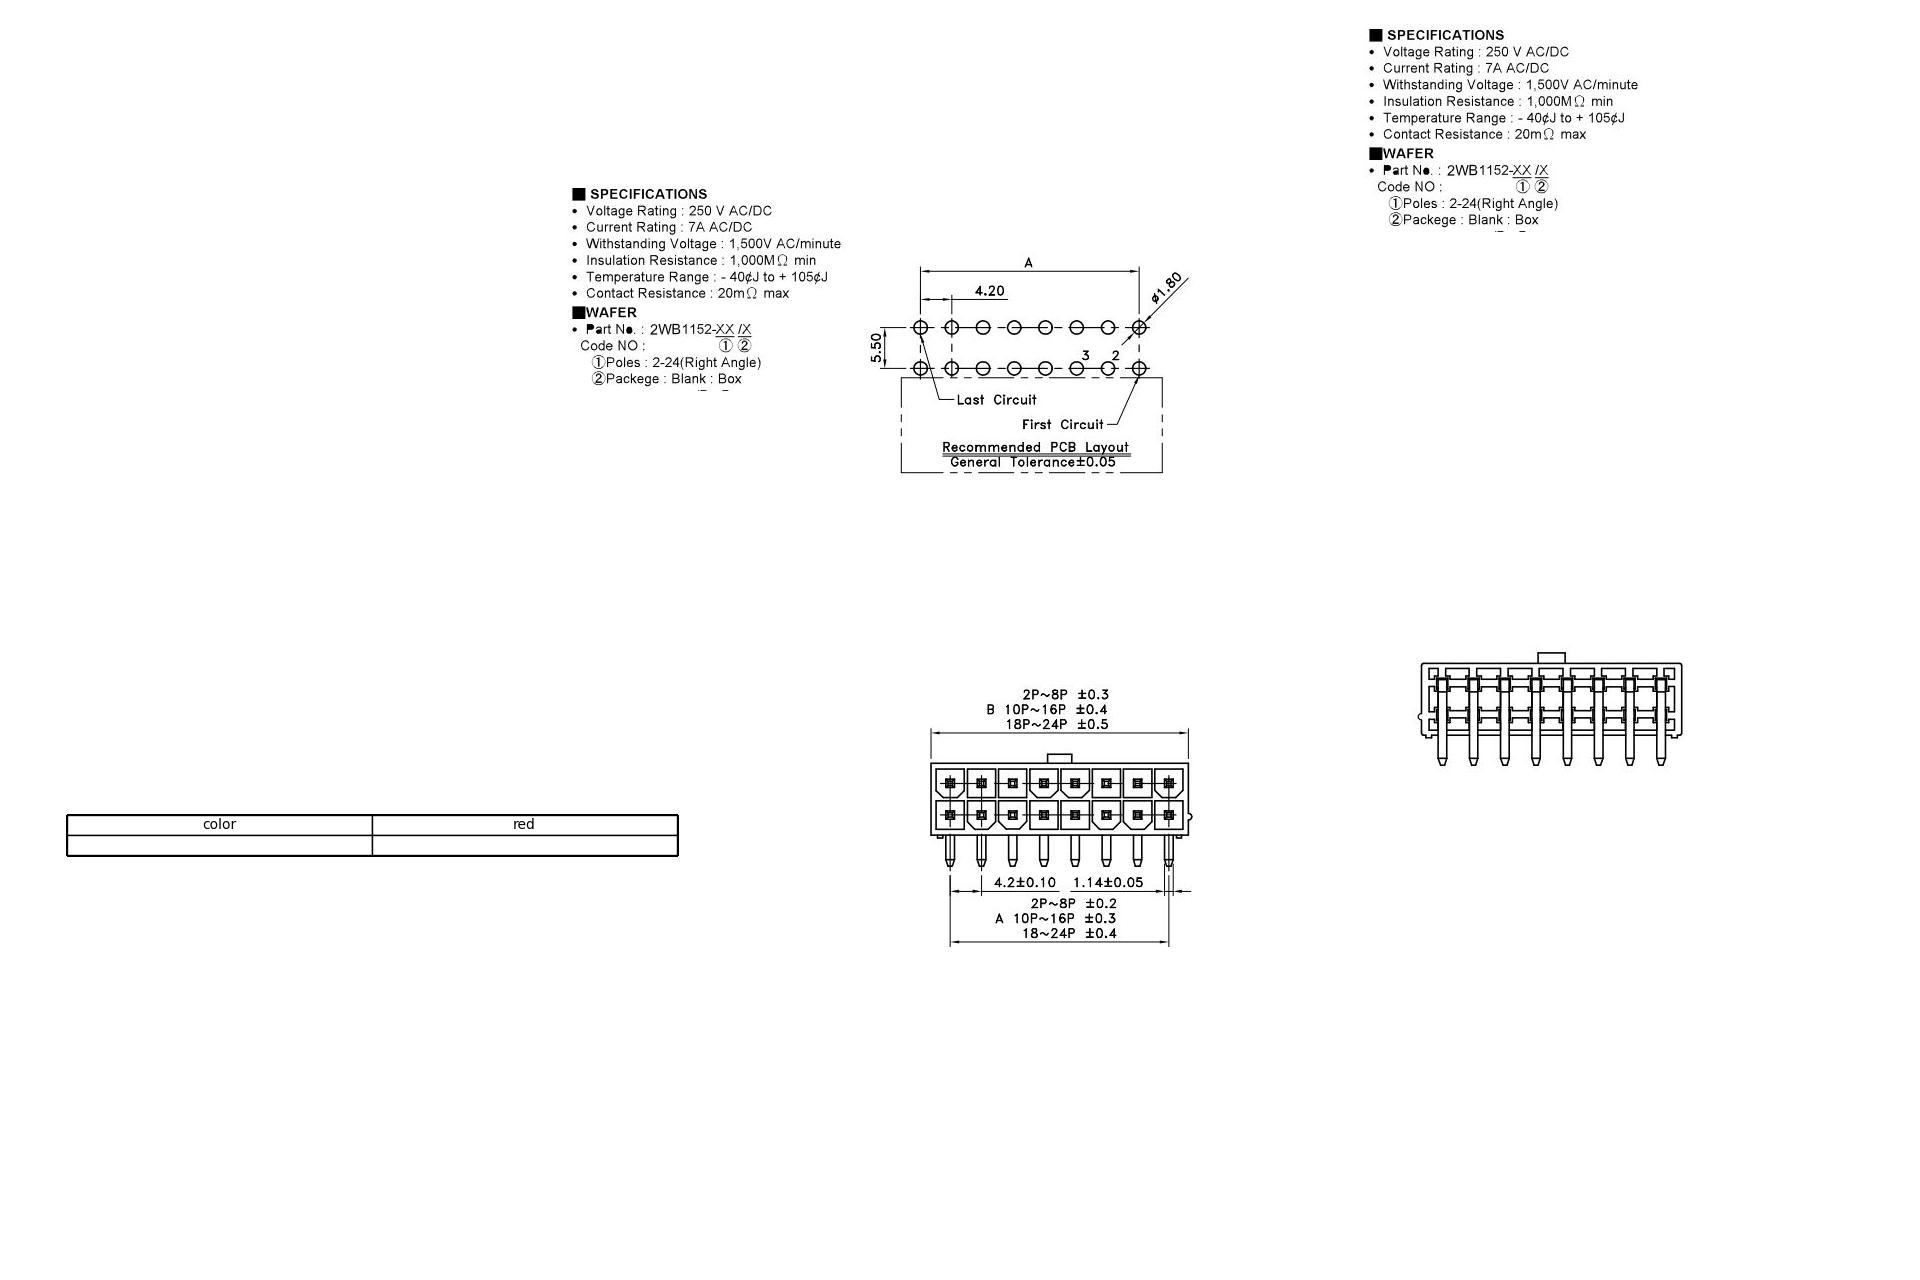 ■ SPECIFICATIONS
• Voltage Rating : 250 V AC/DC
• Current Rating : 7A AC/DC
• Withstanding Voltage : 1,500V AC/minute
• Insulation Resistance : 1,000MΩ min
• Temperature Range : - 40¢J to + 105¢J
• Contact Resistance : 20mΩ max
■WAFER
• Part No. : 2WB1152-XX /X
Code NO : ① ②
①Poles : 2-24(Right Angle)
②Packege : Blank : Box
■ SPECIFICATIONS
• Voltage Rating : 250 V AC/DC
• Current Rating : 7A AC/DC
• Withstanding Voltage : 1,500V AC/minute
• Insulation Resistance : 1,000MΩ min
• Temperature Range : - 40¢J to + 105¢J
• Contact Resistance : 20mΩ max
■WAFER
• Part No. : 2WB1152-XX /X
Code NO : ① ②
①Poles : 2-24(Right Angle)
②Packege : Blank : Box
A
4.20
ø1.80
5.50
3 2
Last Circuit
First Circuit
Recommended PCB Layout
General Tolerance±0.05
2P~8P ±0.3
B 10P~16P ±0.4
18P~24P ±0.5
4.2±0.10 1.14±0.05
2P~8P ±0.2
A 10P~16P ±0.3
18~24P ±0.4
color red